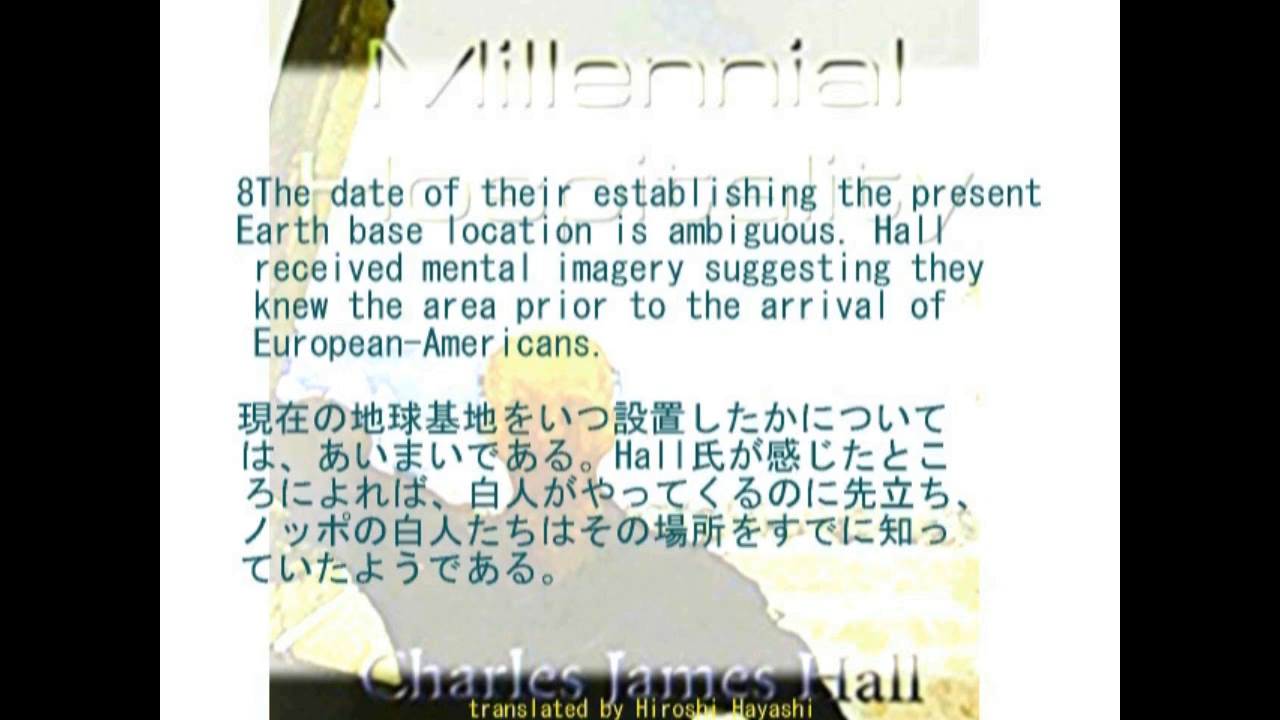 Millennial
Hospitality
8The date of their establishing the present
Earth base location is ambiguous. Hall
received mental imagery suggesting they
knew the area prior to the arrival of
European-Americans.
現在の地球基地をいつ設置したかについて
は、あいまいである。Hall氏が感じたとこ
ろによれば、白人がやってくるのに先立ち、
ノッポの白人たちはその場所をすでに知っ
ていたようである。
Charles James Hall
translated by Hiroshi Hayashi